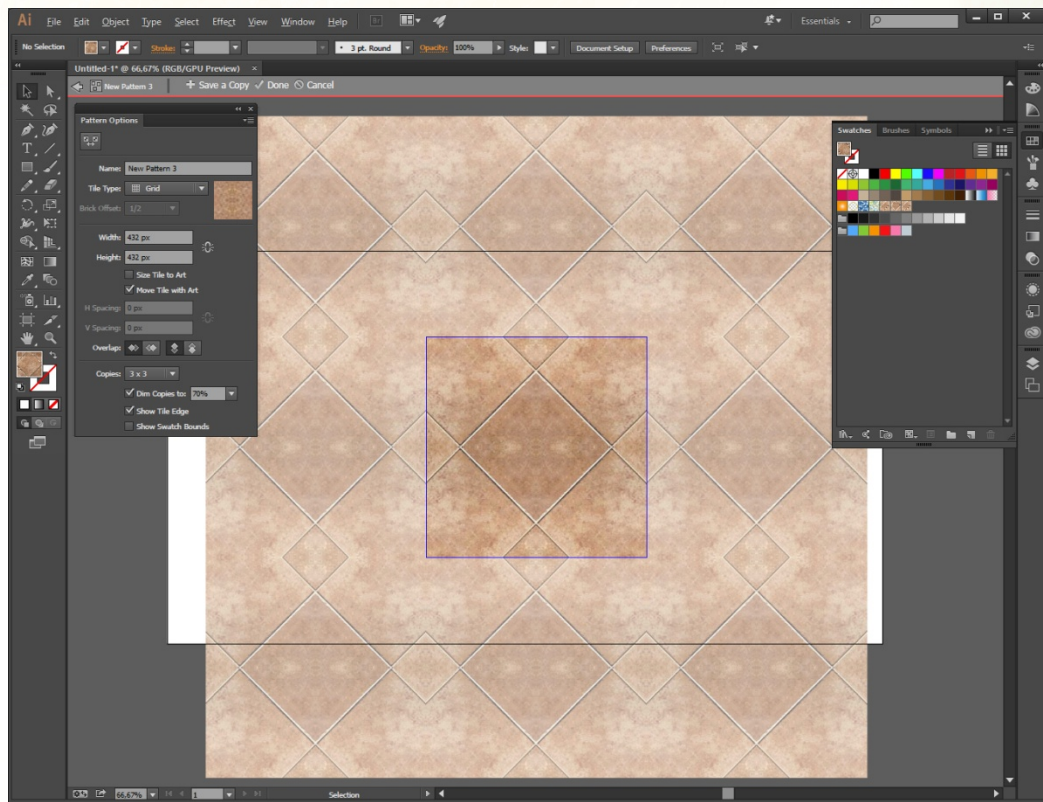 Ai File Edit Object Type Select Effect View Window Help Br Essentials
No Selection Stroke: 3 pt. Round Opacity: 100% Style: Document Setup Preferences
Untitled-1* @ 66,67% (RGB/GPU Preview) ×
New Pattern 3 Save a Copy Done Cancel
Pattern Options
Name: New Pattern 3
Tile Type: Grid
Brick Offset: 1/2
Width: 432 px
Height: 432 px
Size Tile to Art
Move Tile with Art
H Spacing: 0 px
V Spacing: 0 px
Overlap:
Copies: 3 x 3
Dim Copies to: 70%
Show Tile Edge
Show Swatch Bounds
Swatches Brushes Symbols
66,67% 1 Selection